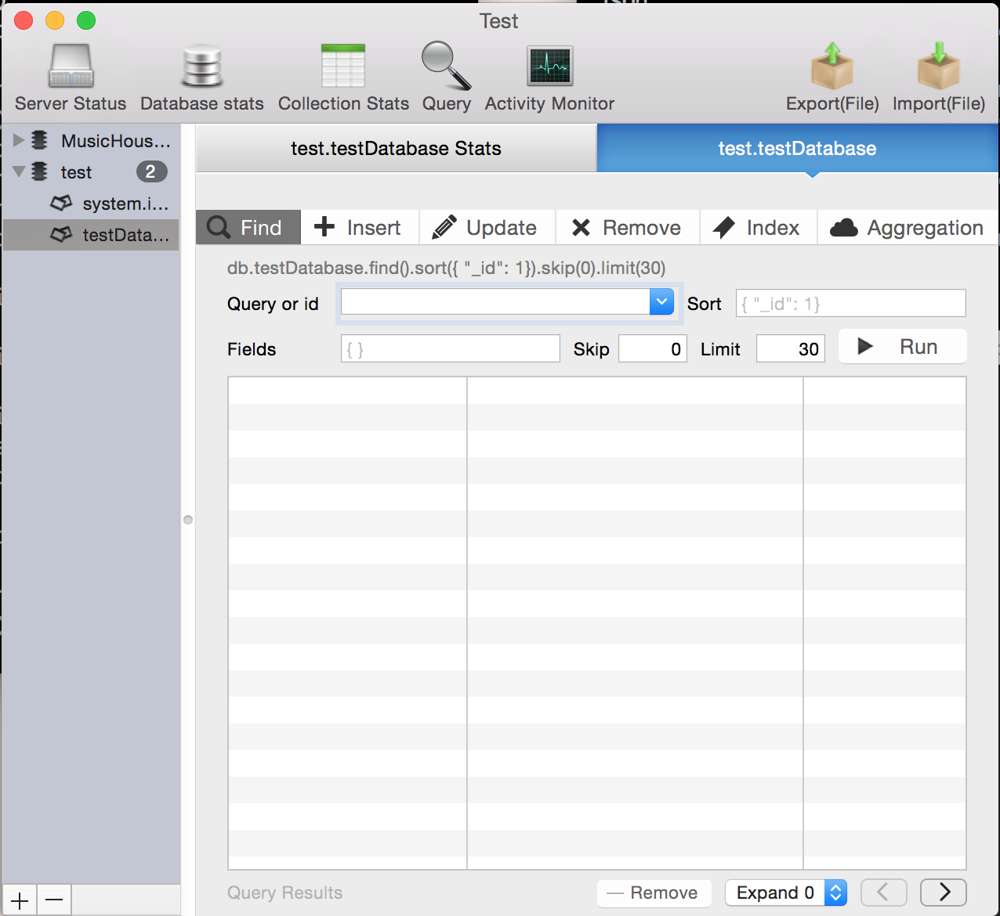 Test
Server Status Database stats Collection Stats Query Activity Monitor Export(File) Import(File)
MusicHous...
test 2
system.i...
testData...
test.testDatabase Stats test.testDatabase
Find Insert Update Remove Index Aggregation
db.testDatabase.find().sort({ "_id": 1}).skip(0).limit(30)
Query or id Sort { "_id": 1}
Fields { } Skip 0 Limit 30 Run
Query Results Remove Expand 0